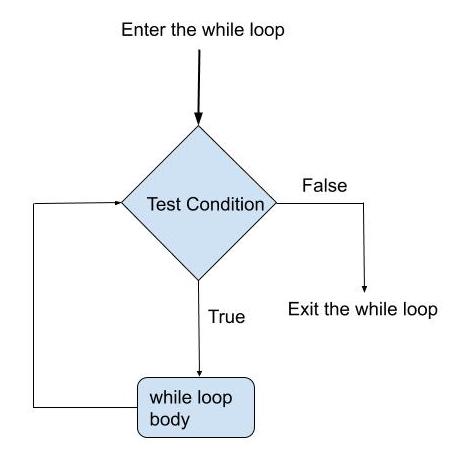 Enter the while loop
Test Condition
False
Exit the while loop
True
while loop
body